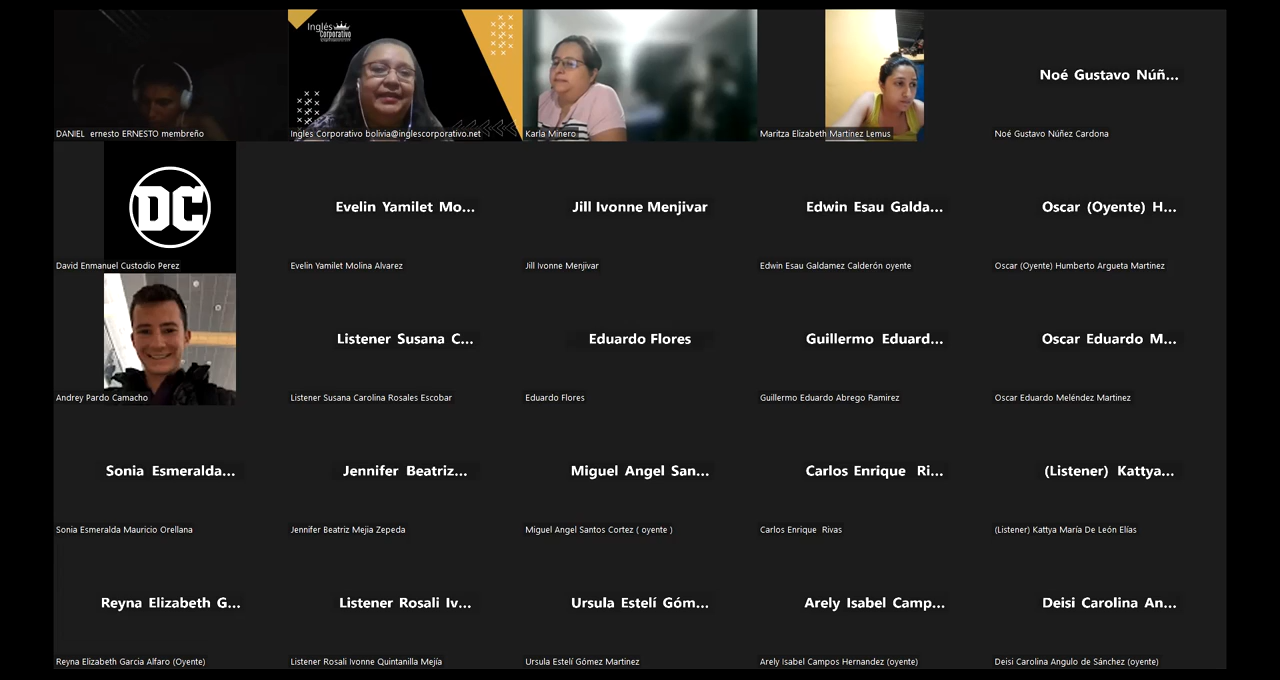 Inglés
Corporativo
DANIEL ernesto ERNESTO membreño
Inglés Corporativo bolivia@inglescorporativo.net
Karla Minero
Maritza Elizabeth Martinez Lemus
Noé Gustavo Núñ...
Noé Gustavo Núñez Cardona
DC
David Enmanuel Custodio Perez
Evelin Yamilet Mo...
Evelin Yamilet Molina Alvarez
Jill Ivonne Menjivar
Jill Ivonne Menjivar
Edwin Esau Galda...
Edwin Esau Galdamez Calderón oyente
Oscar (Oyente) H...
Oscar (Oyente) Humberto Argueta Martinez
Andrey Pardo Camacho
Listener Susana C...
Listener Susana Carolina Rosales Escobar
Eduardo Flores
Eduardo Flores
Guillermo Eduard...
Guillermo Eduardo Abrego Ramirez
Oscar Eduardo M...
Oscar Eduardo Meléndez Martinez
Sonia Esmeralda...
Sonia Esmeralda Mauricio Orellana
Jennifer Beatriz...
Jennifer Beatriz Mejia Zepeda
Miguel Angel San...
Miguel Angel Santos Cortez ( oyente )
Carlos Enrique Ri...
Carlos Enrique Rivas
(Listener) Kattya...
(Listener) Kattya María De León Elías
Reyna Elizabeth G...
Reyna Elizabeth Garcia Alfaro (Oyente)
Listener Rosali Iv...
Listener Rosali Ivonne Quintanilla Mejía
Ursula Estelí Góm...
Ursula Estelí Gómez Martinez
Arely Isabel Camp...
Arely Isabel Campos Hernandez (oyente)
Deisi Carolina An...
Deisi Carolina Angulo de Sánchez (oyente)